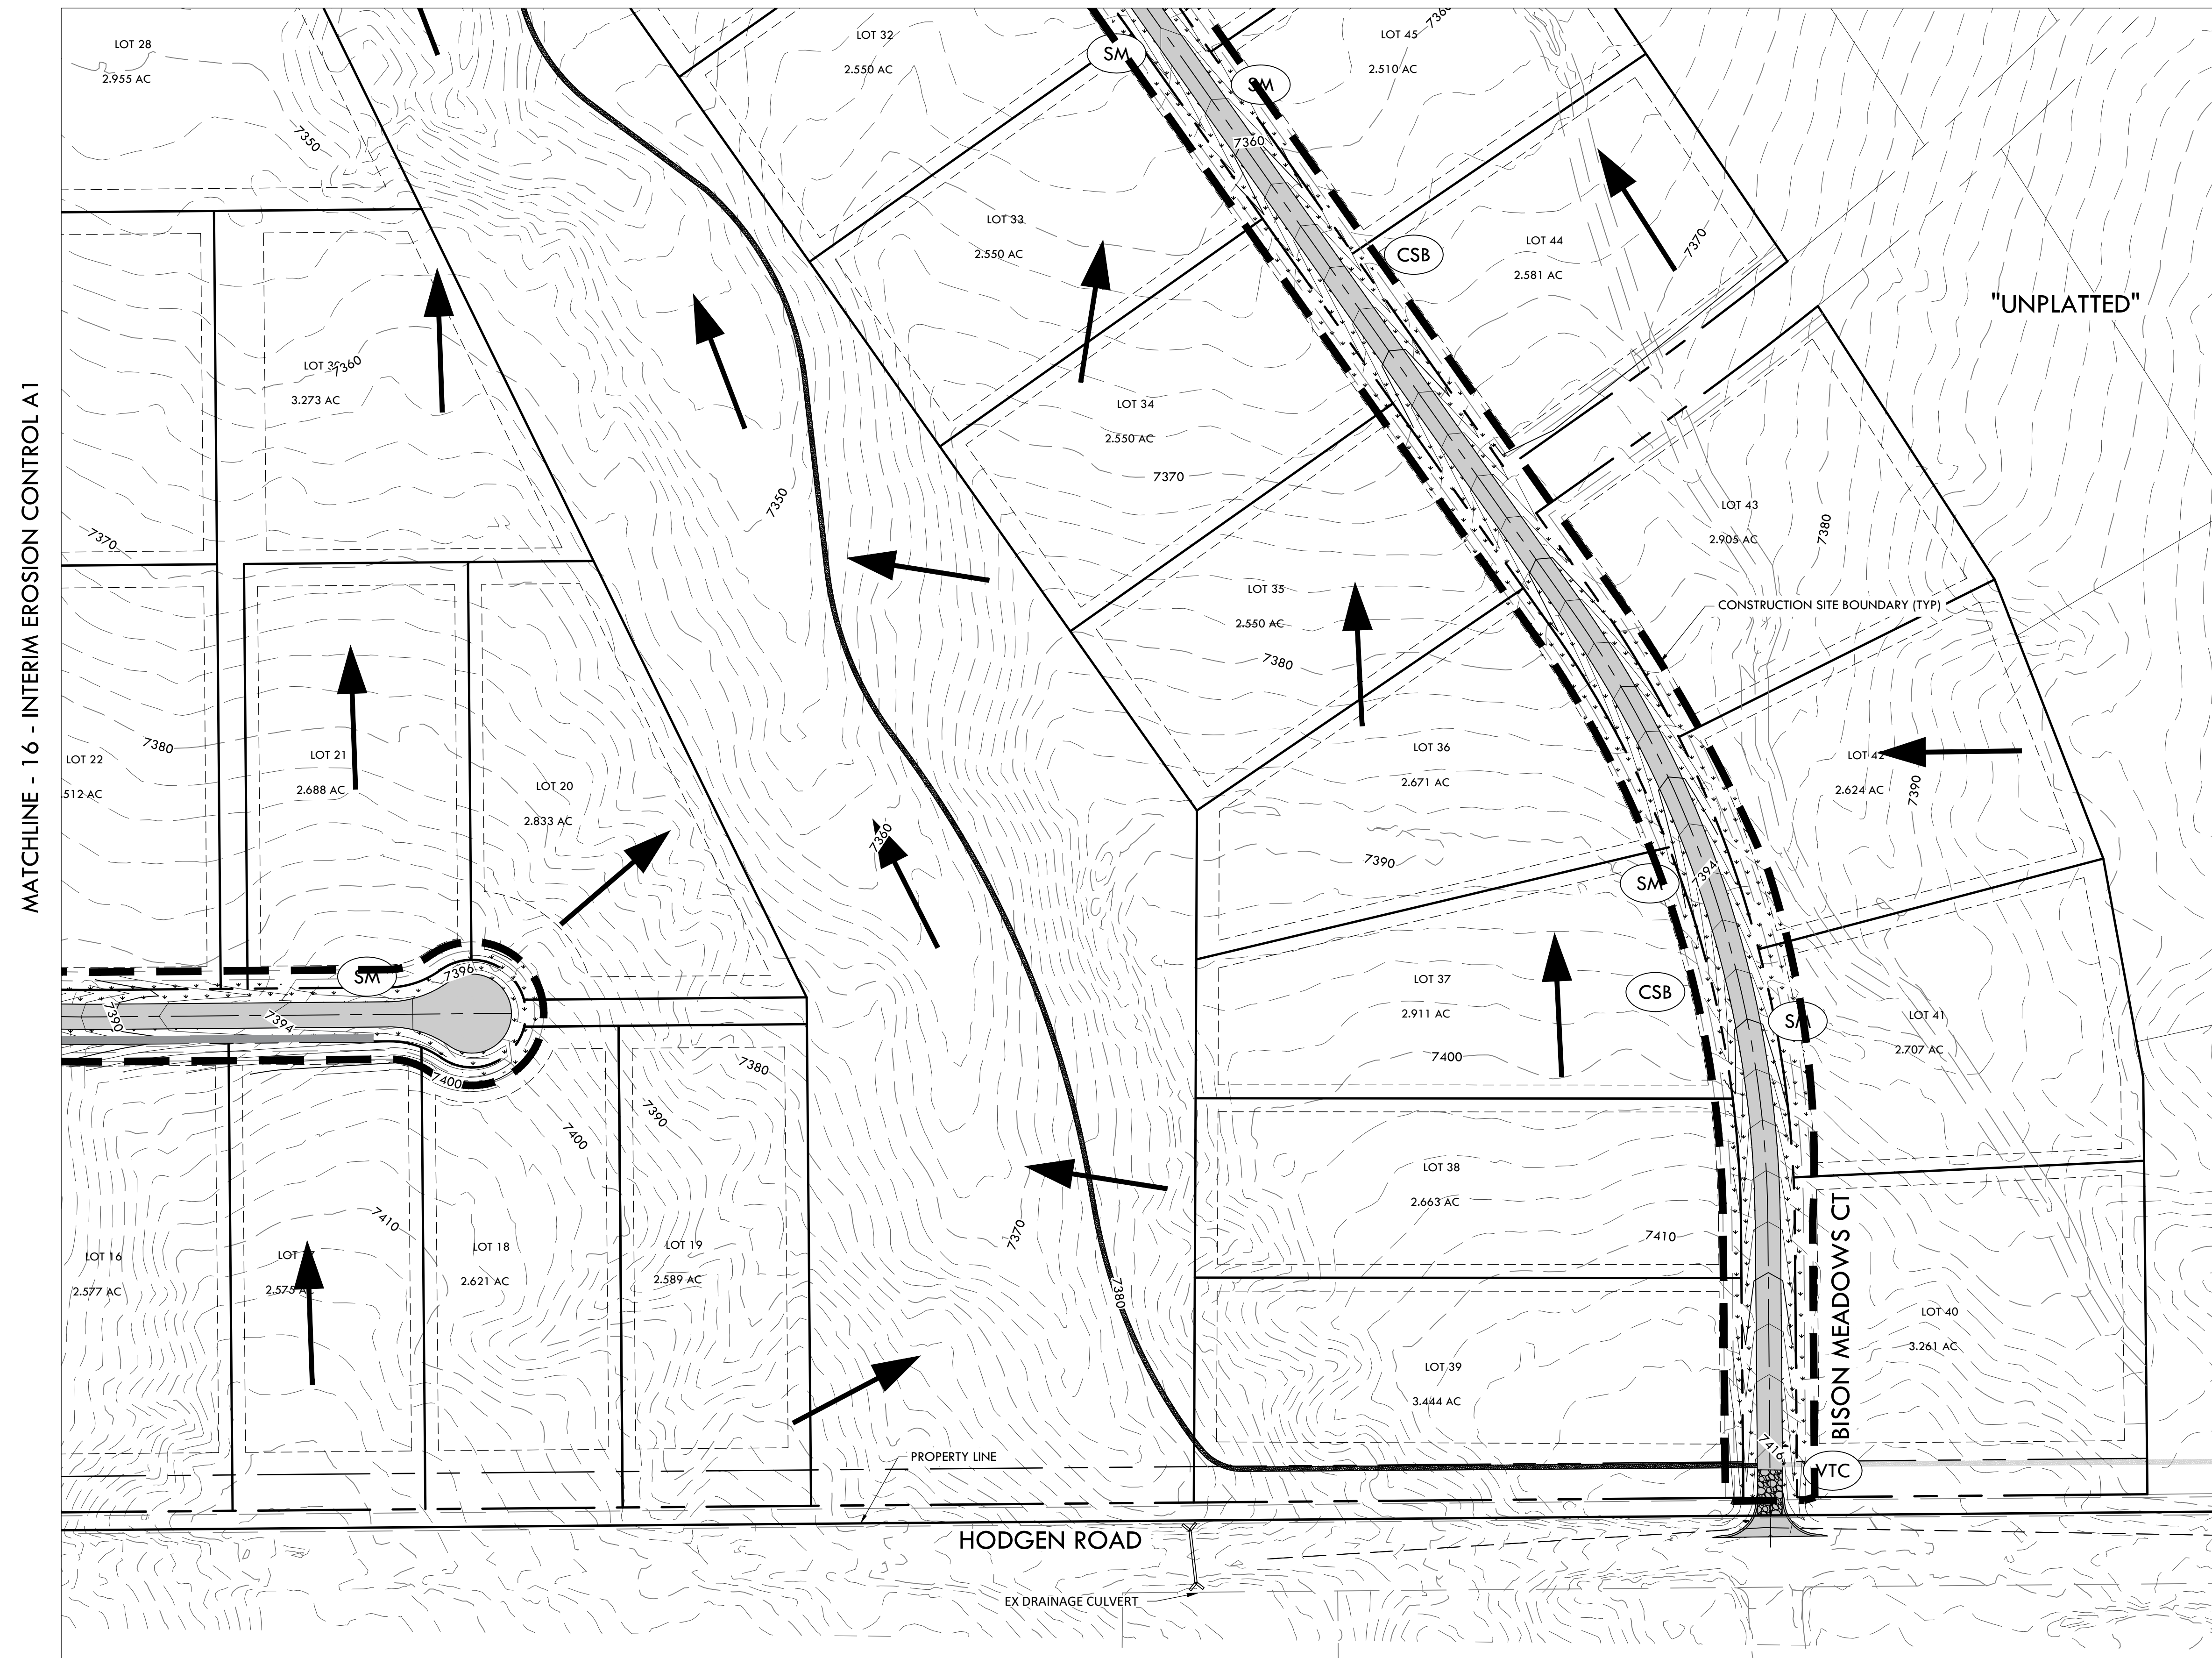 MATCHLINE - 16 - INTERIM EROSION CONTROL A1
LOT 28
2.955 AC
7350
LOT 32
2.550 AC
SM
SM
7360
LOT 45
2.510 AC
7360
LOT 33
2.550 AC
CSB
LOT 44
2.581 AC
7370
"UNPLATTED"
7360
3.273 AC
LOT 34
2.550 AC
7370
7350
7370
LOT 43
2.905 AC
7380
CONSTRUCTION SITE BOUNDARY (TYP)
LOT 35
2.550 AC
7380
LOT 22
.512 AC
7380
LOT 21
2.688 AC
LOT 20
2.833 AC
7360
LOT 36
2.671 AC
7390
LOT 42
2.624 AC
7390
SM
7394
SM
7396
7390
7394
7400
LOT 37
2.911 AC
7400
CSB
SM
LOT 41
2.707 AC
7380
7390
7400
LOT 38
2.663 AC
7410
LOT 16
2.577 AC
7410
LOT 18
2.621 AC
LOT 19
2.589 AC
7370
7380
BISON MEADOWS CT
LOT 40
3.261 AC
LOT 39
3.444 AC
7416
VTC
PROPERTY LINE
HODGEN ROAD
EX DRAINAGE CULVERT